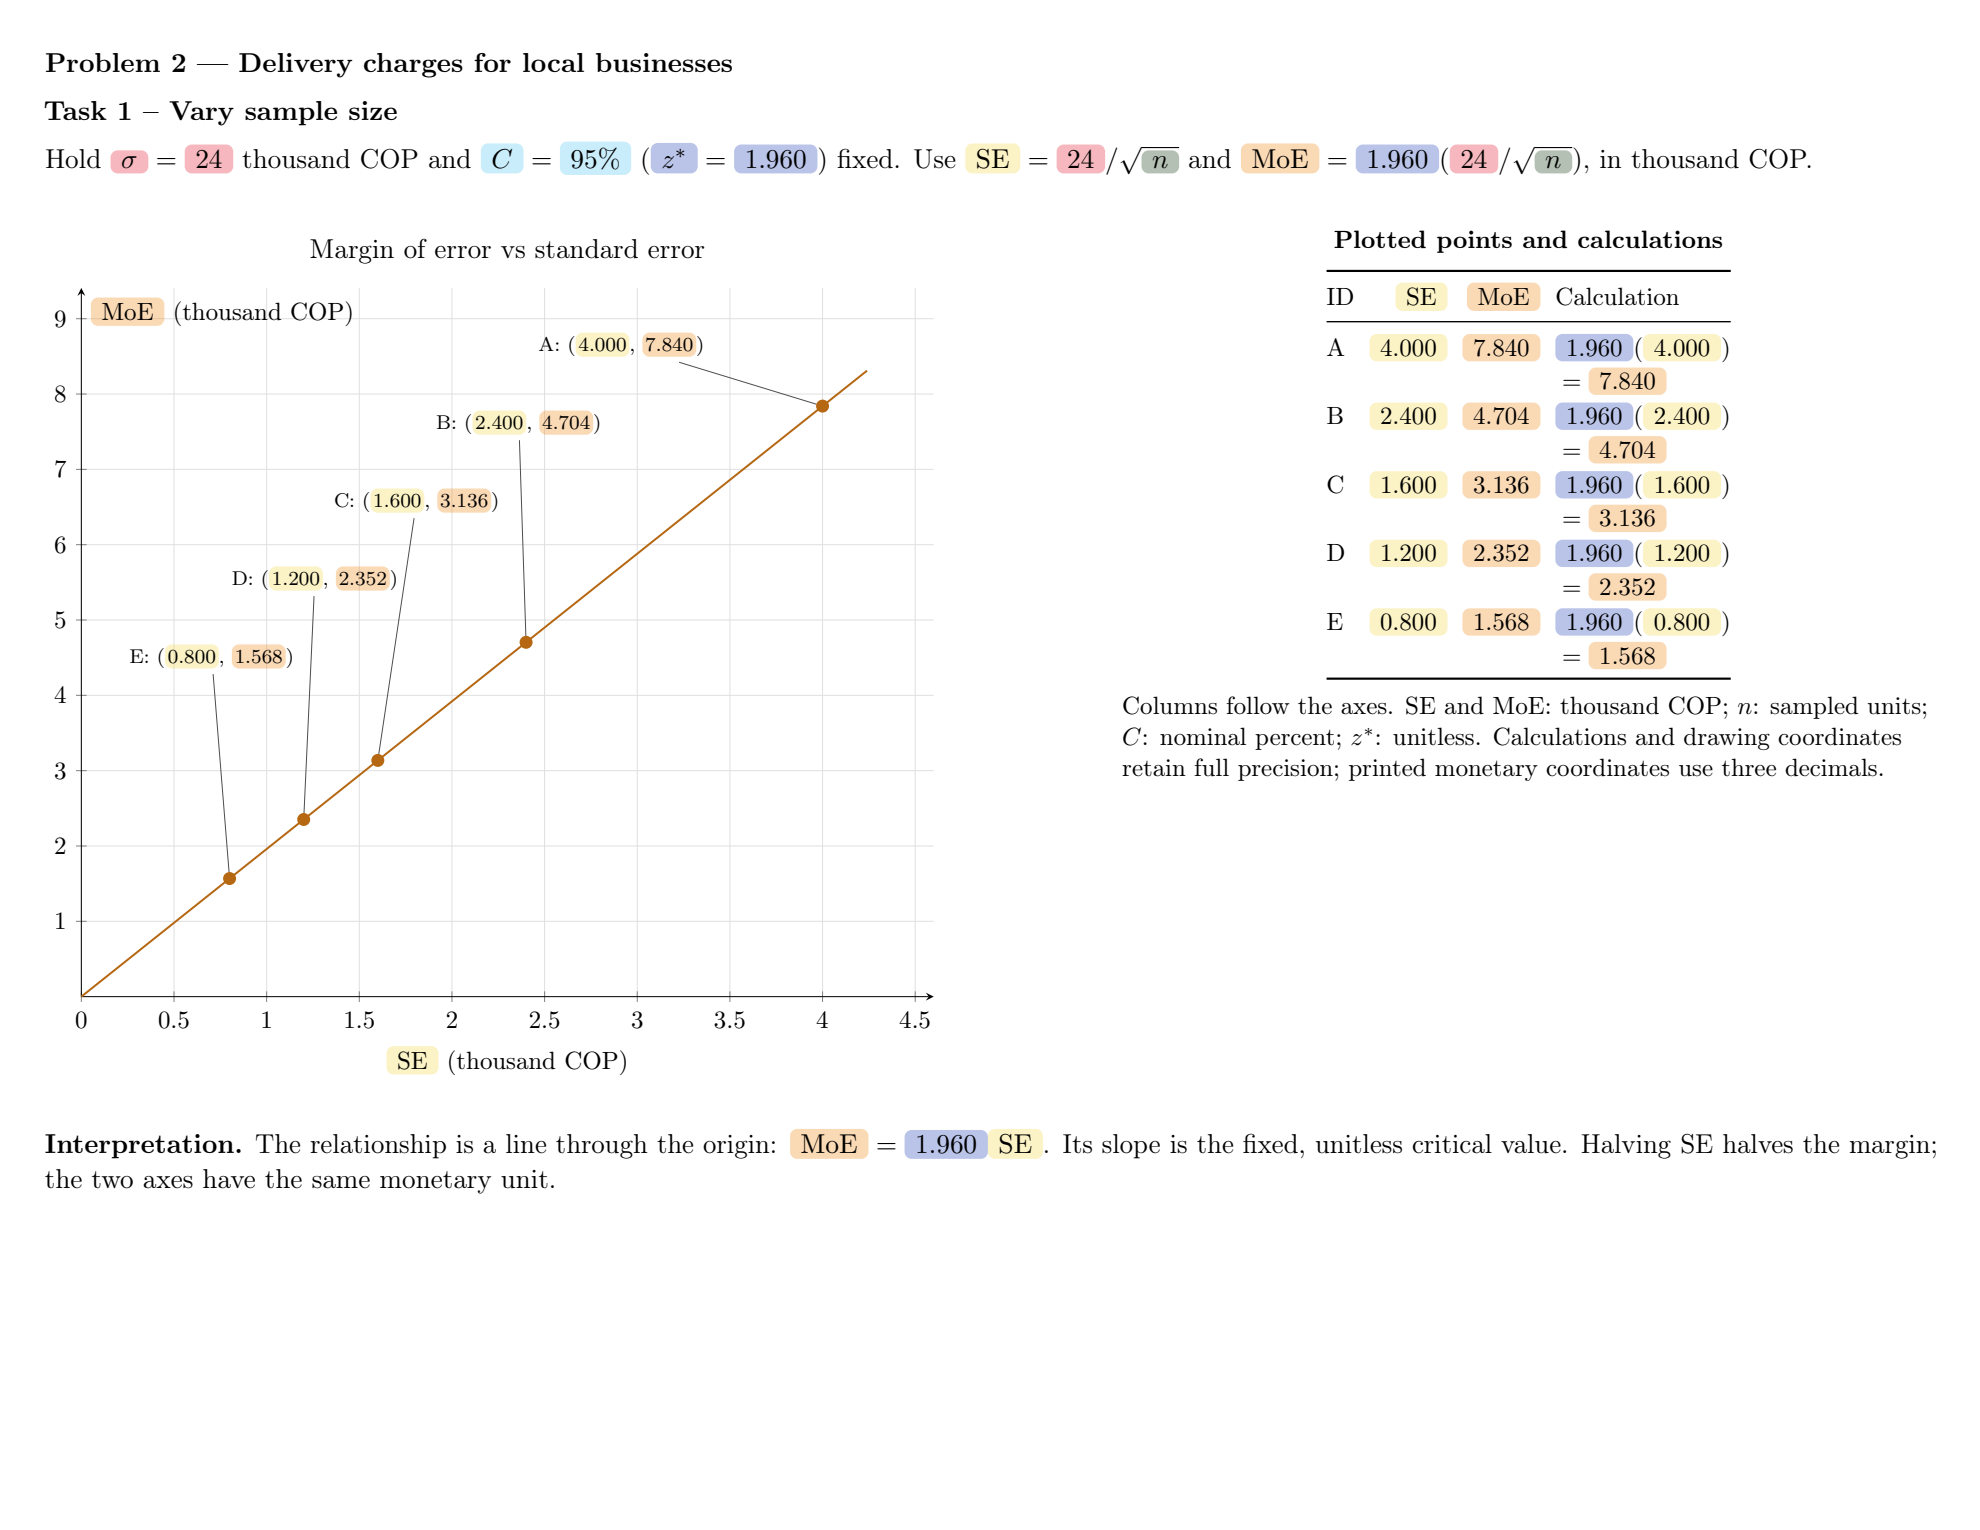 Problem 2 — Delivery charges for local businesses
Task 1 – Vary sample size
Hold σ = 24 thousand COP and C = 95% (z* = 1.960) fixed. Use SE = 24/√n and MoE = 1.960(24/√n), in thousand COP.
Margin of error vs standard error
MoE (thousand COP)
9
8
7
6
5
4
3
2
1
A: (4.000, 7.840)
B: (2.400, 4.704)
C: (1.600, 3.136)
D: (1.200, 2.352)
E: (0.800, 1.568)
0 0.5 1 1.5 2 2.5 3 3.5 4 4.5
SE (thousand COP)
Plotted points and calculations
ID SE MoE Calculation
A 4.000 7.840 1.960(4.000)
= 7.840
B 2.400 4.704 1.960(2.400)
= 4.704
C 1.600 3.136 1.960(1.600)
= 3.136
D 1.200 2.352 1.960(1.200)
= 2.352
E 0.800 1.568 1.960(0.800)
= 1.568
Columns follow the axes. SE and MoE: thousand COP; n: sampled units;
C: nominal percent; z*: unitless. Calculations and drawing coordinates
retain full precision; printed monetary coordinates use three decimals.
Interpretation. The relationship is a line through the origin: MoE = 1.960 SE. Its slope is the fixed, unitless critical value. Halving SE halves the margin;
the two axes have the same monetary unit.